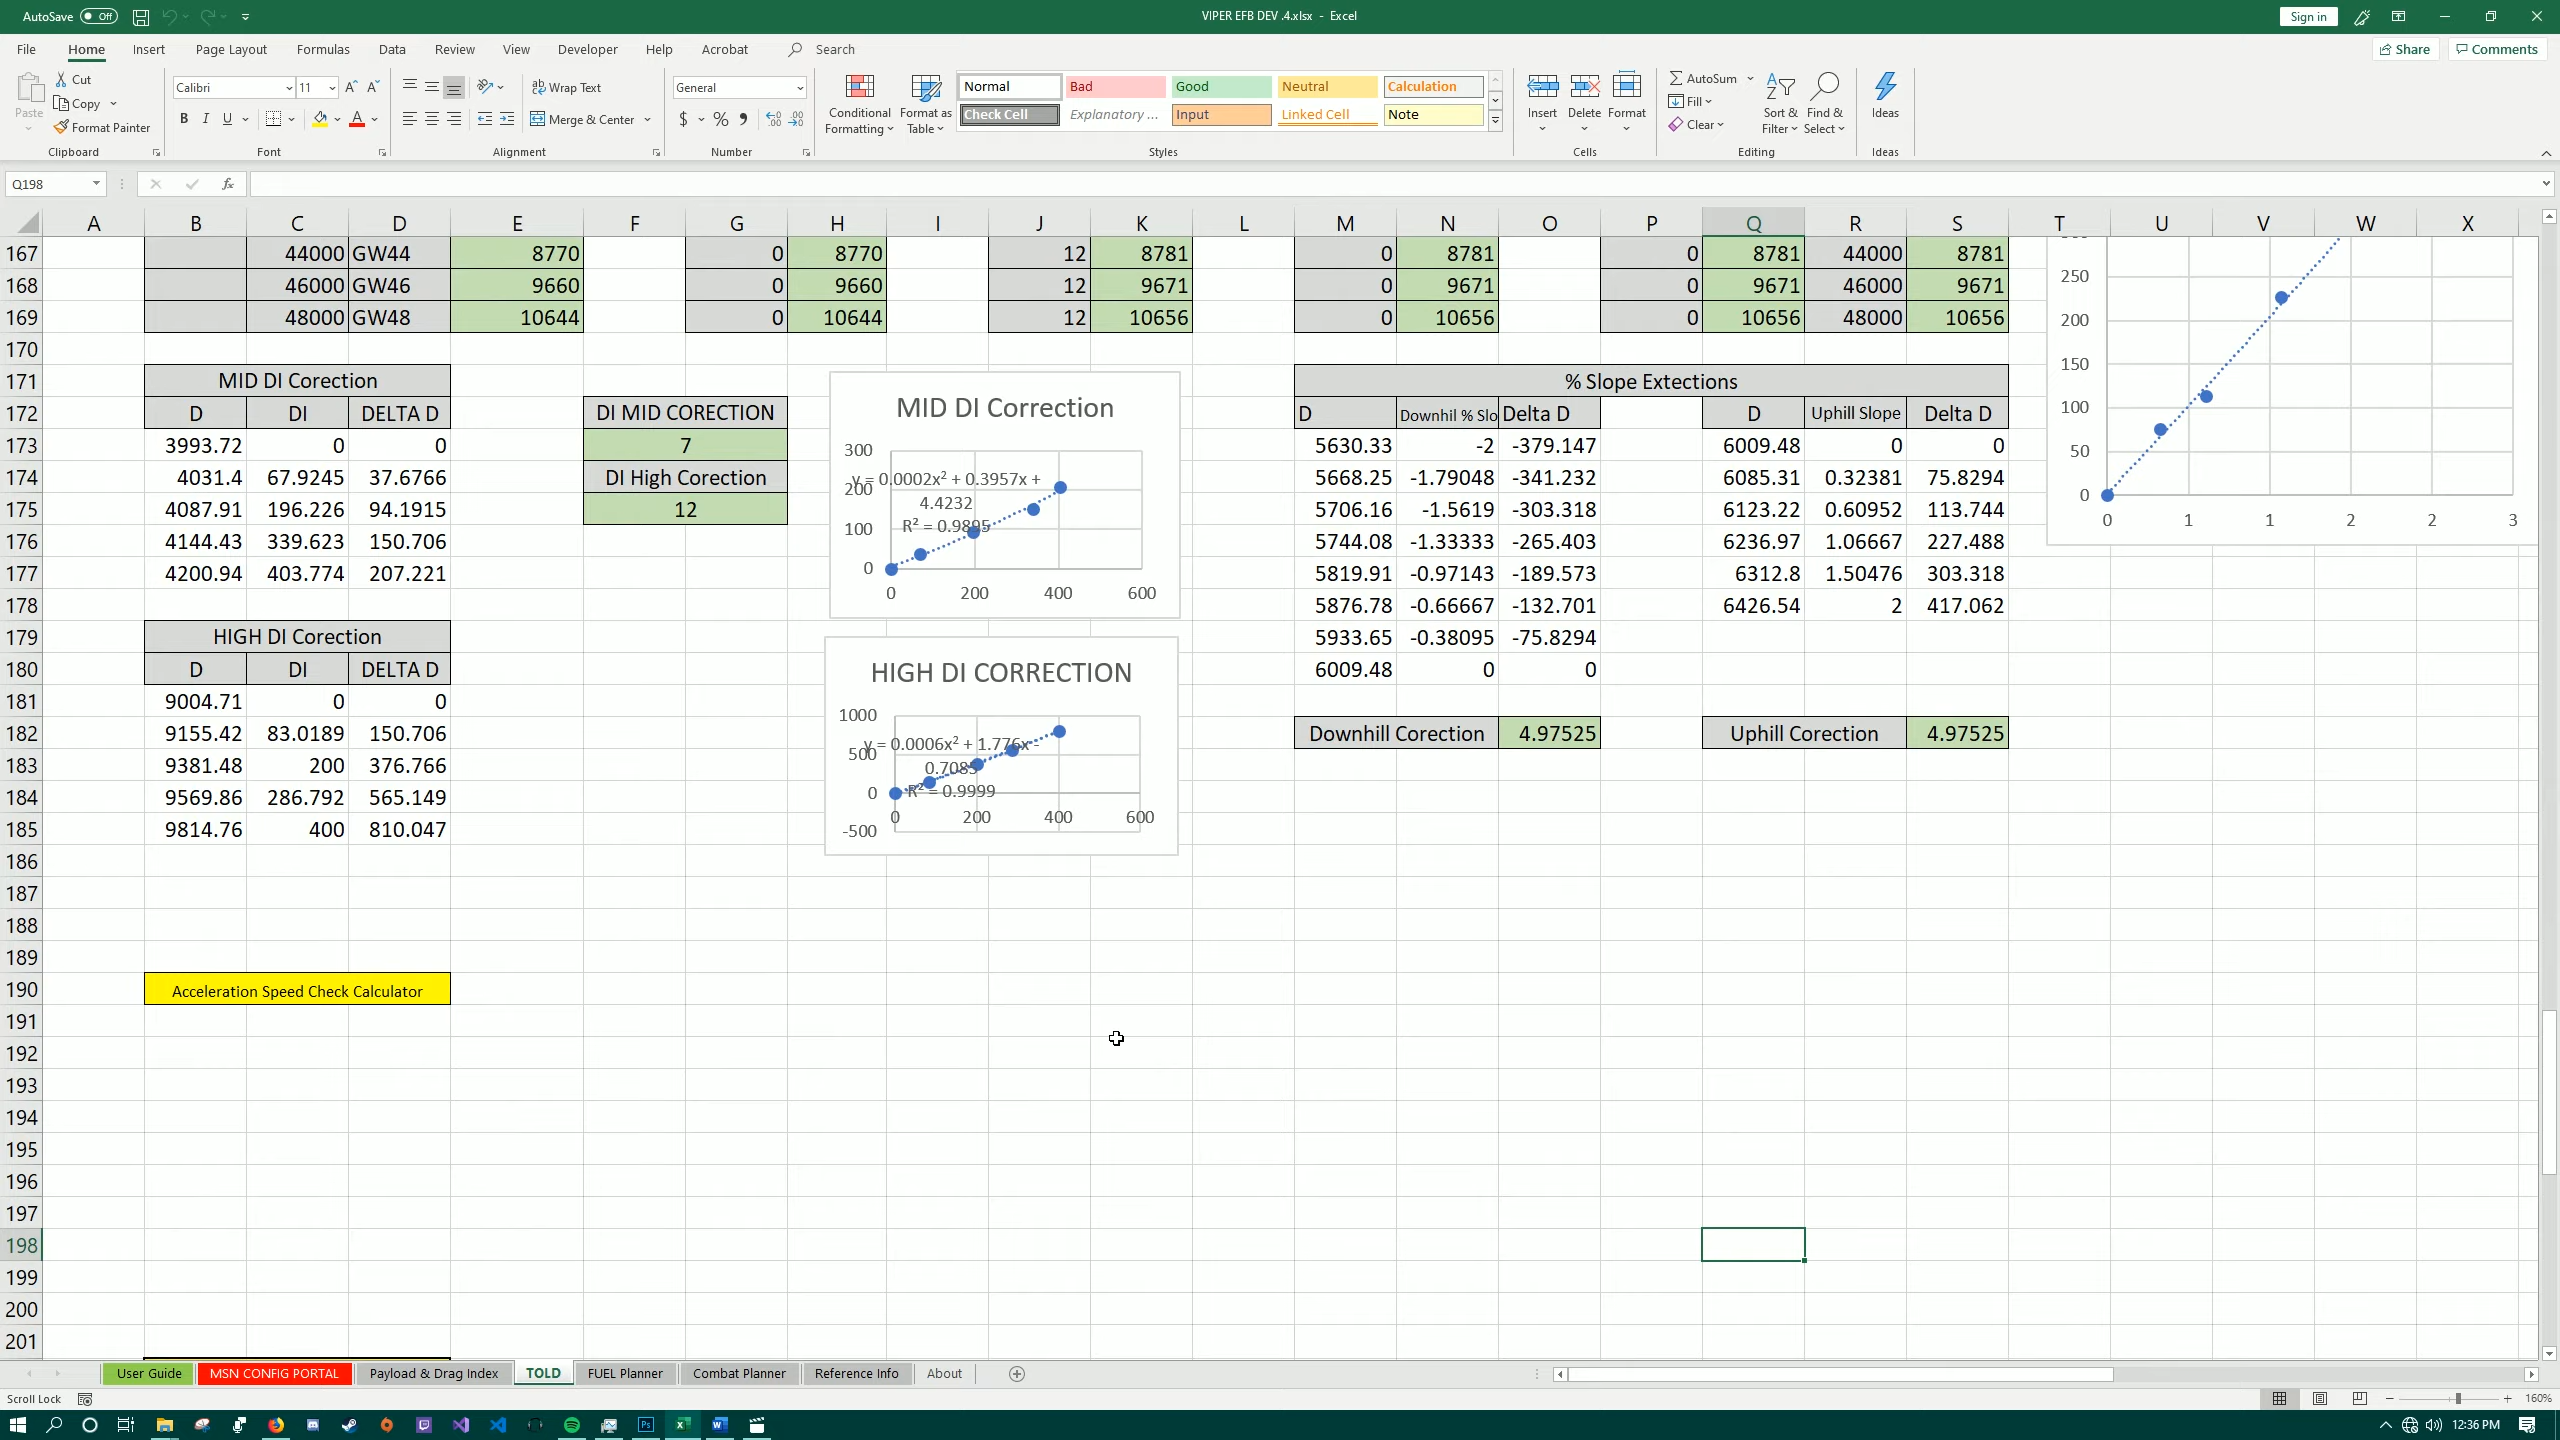 AutoSave Off
VIPER EFB DEV .4.xlsx - Excel
Sign in
File Home Insert Page Layout Formulas Data Review View Developer Help Acrobat Search
Share Comments
Paste Cut Copy Format Painter Clipboard
Calibri 11 B I U Font
Wrap Text Merge & Center Alignment
General $ % Number
Conditional Formatting Format as Table
Normal Bad Good Neutral Calculation
Check Cell Explanatory ... Input Linked Cell Note
Styles
Insert Delete Format Cells
AutoSum Fill Clear Sort & Filter Find & Select Editing
Ideas Ideas
Q198 fx
A B C D E F G H I J K L M N O P Q R S T U V W X
167 44000 GW44 8770 0 8770 12 8781 0 8781 0 8781 44000 8781
168 46000 GW46 9660 0 9660 12 9671 0 9671 0 9671 46000 9671
169 48000 GW48 10644 0 10644 12 10656 0 10656 0 10656 48000 10656
170
171 MID DI Corection % Slope Extections
172 D DI DELTA D DI MID CORECTION D Downhil % Slo Delta D D Uphill Slope Delta D
173 3993.72 0 0 7 5630.33 -2 -379.147 6009.48 0 0
174 4031.4 67.9245 37.6766 DI High Corection 5668.25 -1.79048 -341.232 6085.31 0.32381 75.8294
175 4087.91 196.226 94.1915 12 5706.16 -1.5619 -303.318 6123.22 0.60952 113.744
176 4144.43 339.623 150.706 5744.08 -1.33333 -265.403 6236.97 1.06667 227.488
177 4200.94 403.774 207.221 5819.91 -0.97143 -189.573 6312.8 1.50476 303.318
178 5876.78 -0.66667 -132.701 6426.54 2 417.062
179 HIGH DI Corection 5933.65 -0.38095 -75.8294
180 D DI DELTA D 6009.48 0 0
181 9004.71 0 0
182 9155.42 83.0189 150.706 Downhill Corection 4.97525 Uphill Corection 4.97525
183 9381.48 200 376.766
184 9569.86 286.792 565.149
185 9814.76 400 810.047
186
187
188
189
190 Acceleration Speed Check Calculator
191
192
193
194
195
196
197
198
199
200
201
MID DI Correction
300
200
100
0
0 200 400 600
y = 0.0002x² + 0.3957x +
4.4232
R² = 0.9895
HIGH DI CORRECTION
1000
500
0
-500
0 200 400 600
y = 0.0006x² + 1.776x -
0.7085
R² = 0.9999
250
200
150
100
50
0
0 1 1 2 2 3
User Guide MSN CONFIG PORTAL Payload & Drag Index TOLD FUEL Planner Combat Planner Reference Info About
Scroll Lock
160%
Ps
12:36 PM